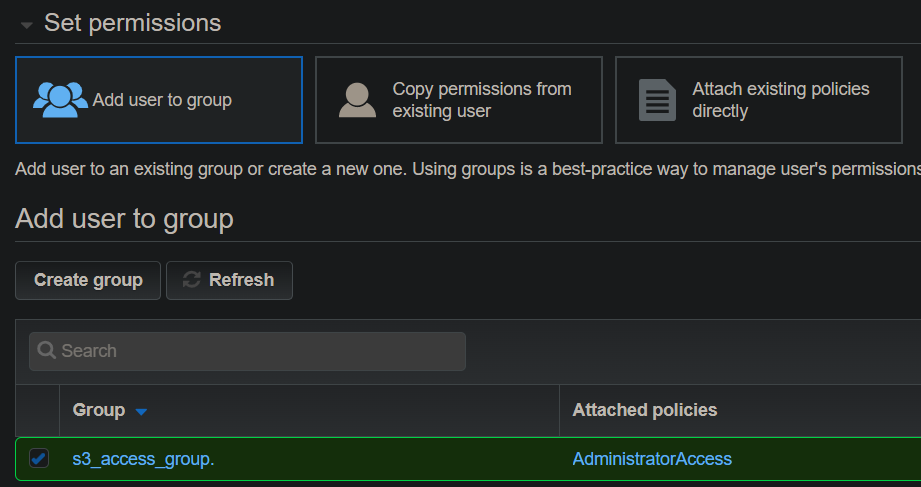 Set permissions
Add user to group
Copy permissions from
existing user
Attach existing policies
directly
Add user to an existing group or create a new one. Using groups is a best-practice way to manage user's permissions
Add user to group
Create group
Refresh
Search
Group
Attached policies
s3_access_group.
AdministratorAccess